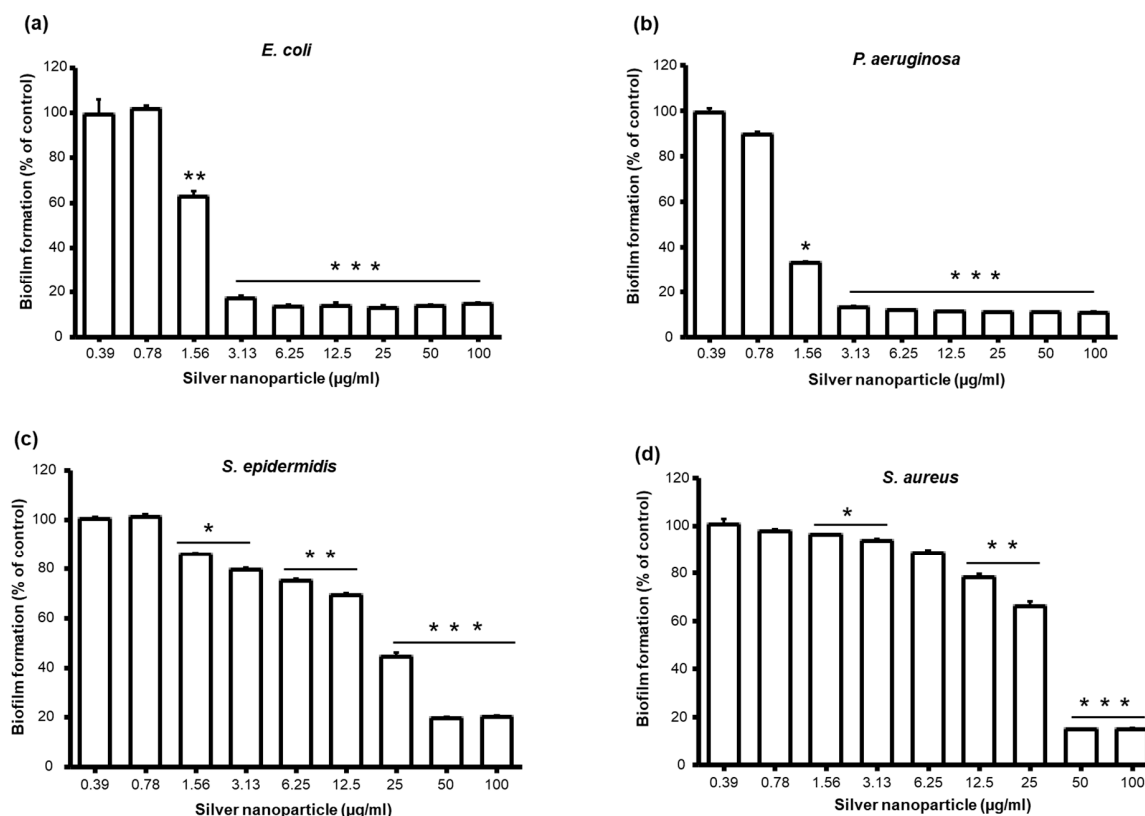 (a)
E. coli
Biofilm formation (% of control)
120
100
80
60
40
20
0
**
* * *
0.39 0.78 1.56 3.13 6.25 12.5 25 50 100
Silver nanoparticle (µg/ml)
(b)
P. aeruginosa
Biofilm formation (% of control)
120
100
80
60
40
20
0
*
* * *
0.39 0.78 1.56 3.13 6.25 12.5 25 50 100
Silver nanoparticle (µg/ml)
(c)
S. epidermidis
Biofilm formation (% of control)
120
100
80
60
40
20
0
*
* *
* * *
0.39 0.78 1.56 3.13 6.25 12.5 25 50 100
Silver nanoparticle (µg/ml)
(d)
S. aureus
Biofilm formation (% of control)
120
100
80
60
40
20
0
*
* *
* * *
0.39 0.78 1.56 3.13 6.25 12.5 25 50 100
Silver nanoparticle (µg/ml)